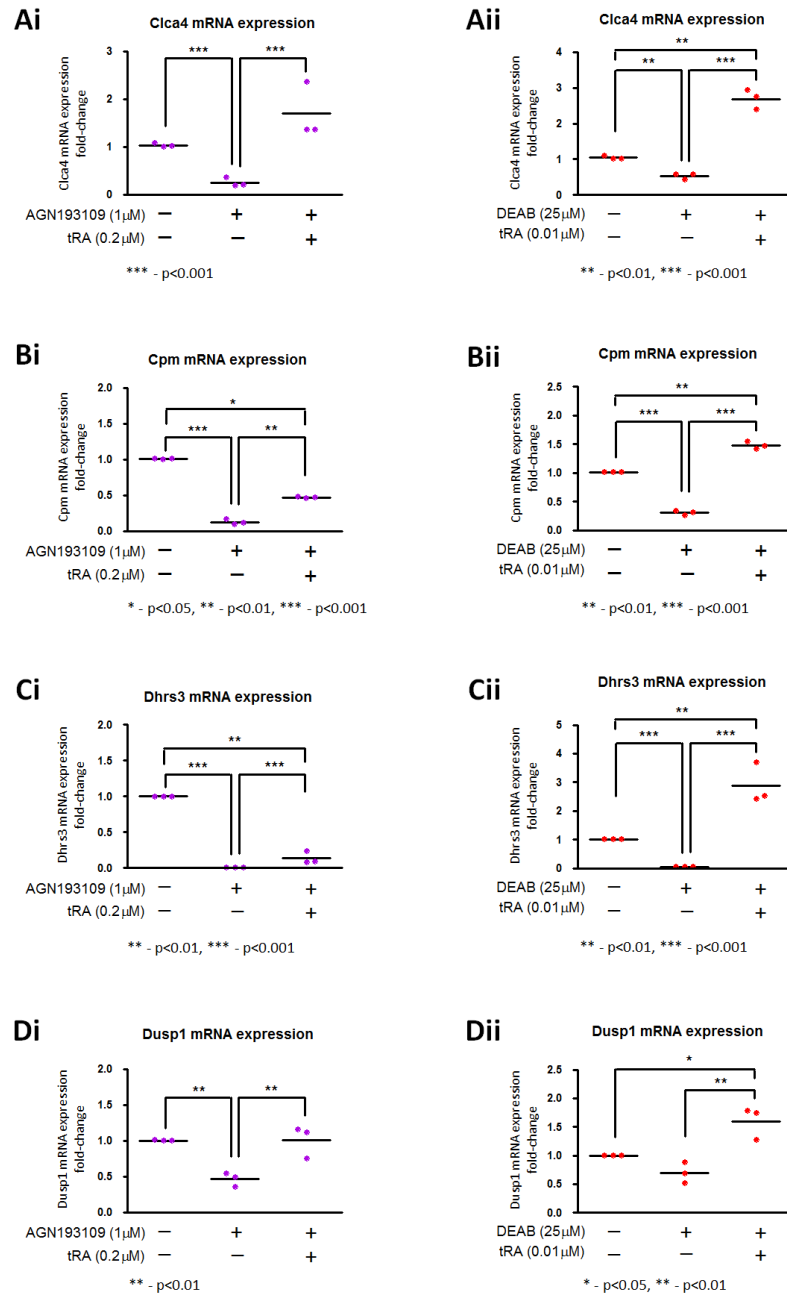 Ai
Clca4 mRNA expression
*** ***
Clca4 mRNA expression
fold-change
3
2
1
0
AGN193109 (1µM) – + +
tRA (0.2µM) – – +
*** - p<0.001
Aii
Clca4 mRNA expression
**
** ***
Clca4 mRNA expression
fold-change
4
3
2
1
0
DEAB (25µM) – + +
tRA (0.01µM) – – +
** - p<0.01, *** - p<0.001
Bi
Cpm mRNA expression
*
*** **
Cpm mRNA expression
fold-change
2.0
1.5
1.0
0.5
0.0
AGN193109 (1µM) – + +
tRA (0.2µM) – – +
* - p<0.05, ** - p<0.01, *** - p<0.001
Bii
Cpm mRNA expression
**
*** ***
Cpm mRNA expression
fold-change
2.5
2.0
1.5
1.0
0.5
0.0
DEAB (25µM) – + +
tRA (0.01µM) – – +
** - p<0.01, *** - p<0.001
Ci
Dhrs3 mRNA expression
**
*** ***
Dhrs3 mRNA expression
fold-change
2.0
1.5
1.0
0.5
0.0
AGN193109 (1µM) – + +
tRA (0.2µM) – – +
** - p<0.01, *** - p<0.001
Cii
Dhrs3 mRNA expression
**
*** ***
Dhrs3 mRNA expression
fold-change
5
4
3
2
1
0
DEAB (25µM) – + +
tRA (0.01µM) – – +
** - p<0.01, *** - p<0.001
Di
Dusp1 mRNA expression
** **
Dusp1 mRNA expression
fold-change
2.0
1.5
1.0
0.5
0.0
AGN193109 (1µM) – + +
tRA (0.2µM) – – +
** - p<0.01
Dii
Dusp1 mRNA expression
*
**
Dusp1 mRNA expression
fold-change
2.5
2.0
1.5
1.0
0.5
0.0
DEAB (25µM) – + +
tRA (0.01µM) – – +
* - p<0.05, ** - p<0.01